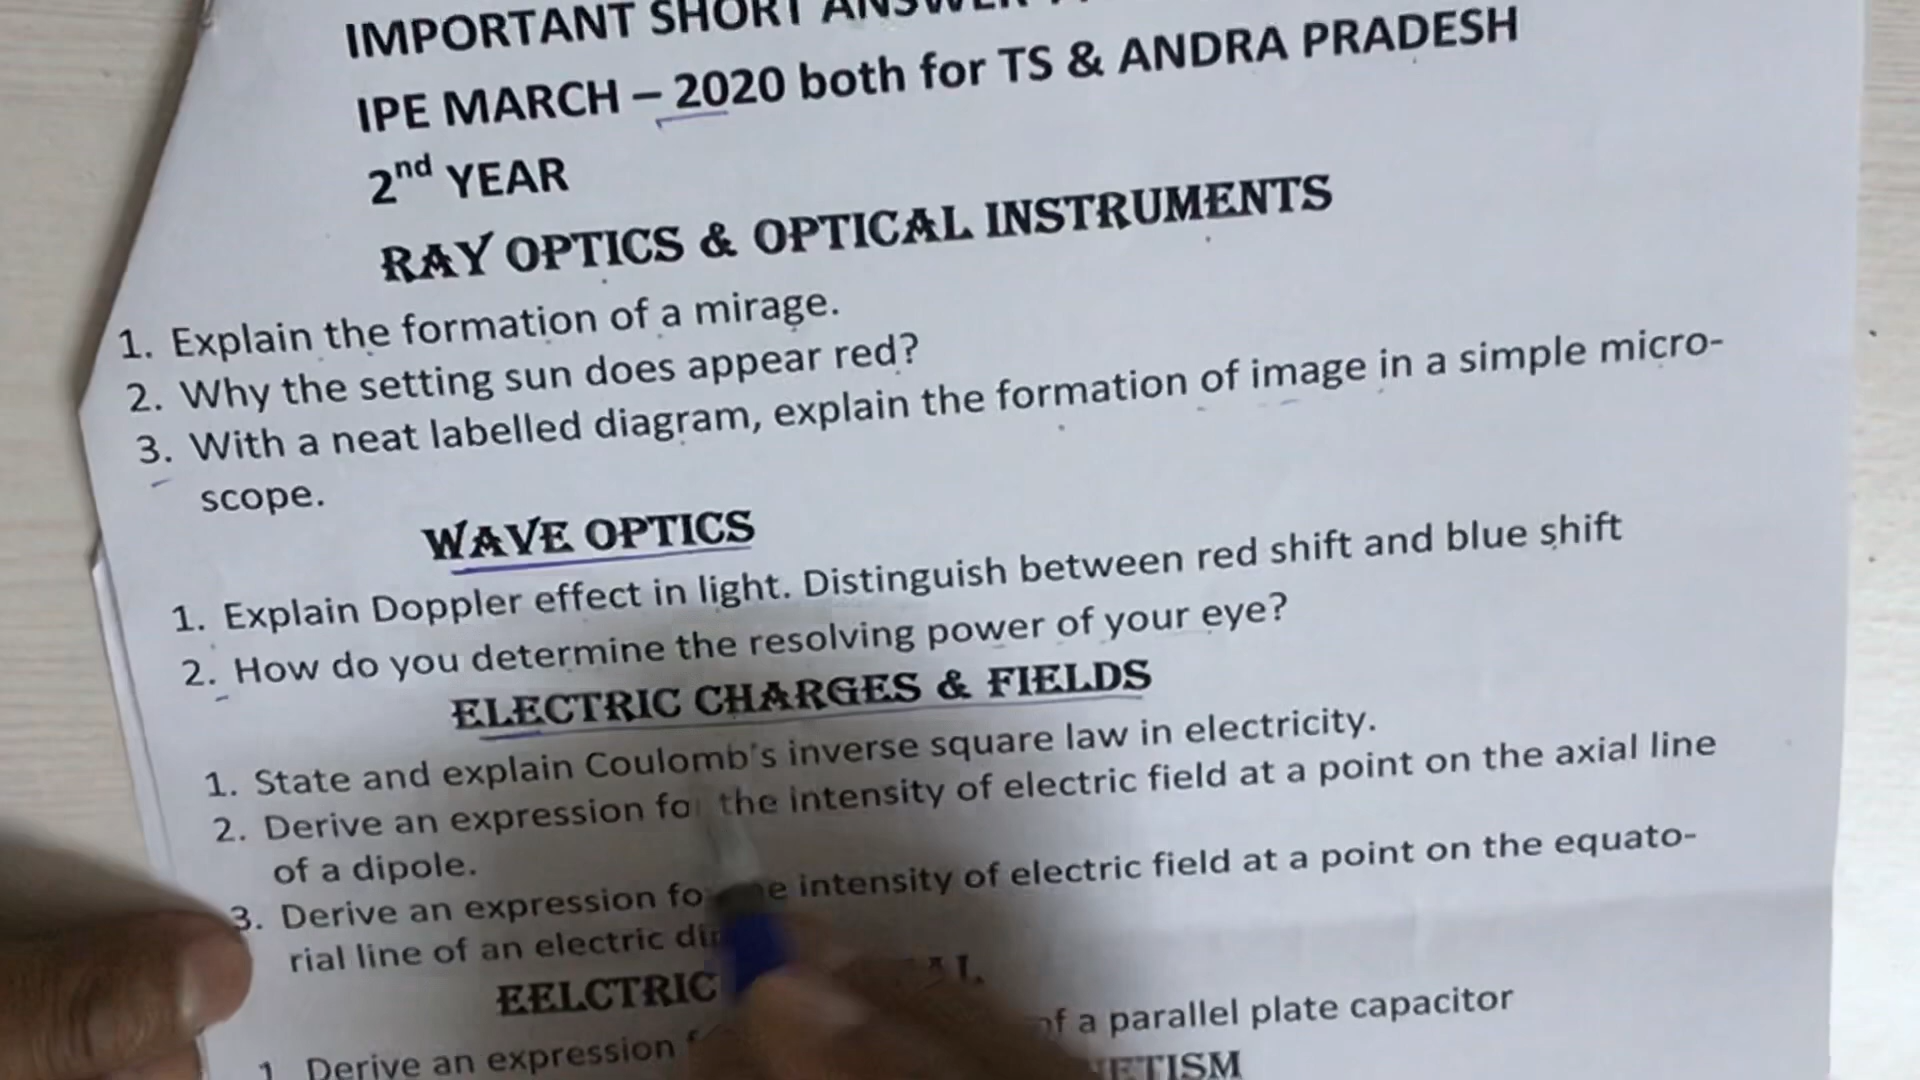 IMPORTANT SHORT ANSWER
IPE MARCH – 2020 both for TS & ANDRA PRADESH
2nd YEAR
RAY OPTICS & OPTICAL INSTRUMENTS
1. Explain the formation of a mirage.
2. Why the setting sun does appear red?
3. With a neat labelled diagram, explain the formation of image in a simple micro-
scope.
WAVE OPTICS
1. Explain Doppler effect in light. Distinguish between red shift and blue shift
2. How do you determine the resolving power of your eye?
ELECTRIC CHARGES & FIELDS
1. State and explain Coulomb's inverse square law in electricity.
2. Derive an expression for the intensity of electric field at a point on the axial line
of a dipole.
3. Derive an expression intensity of electric field at a point on the equato-
rial line of an electric
EELCTRIC
1 Derive an expression of a parallel plate capacitor